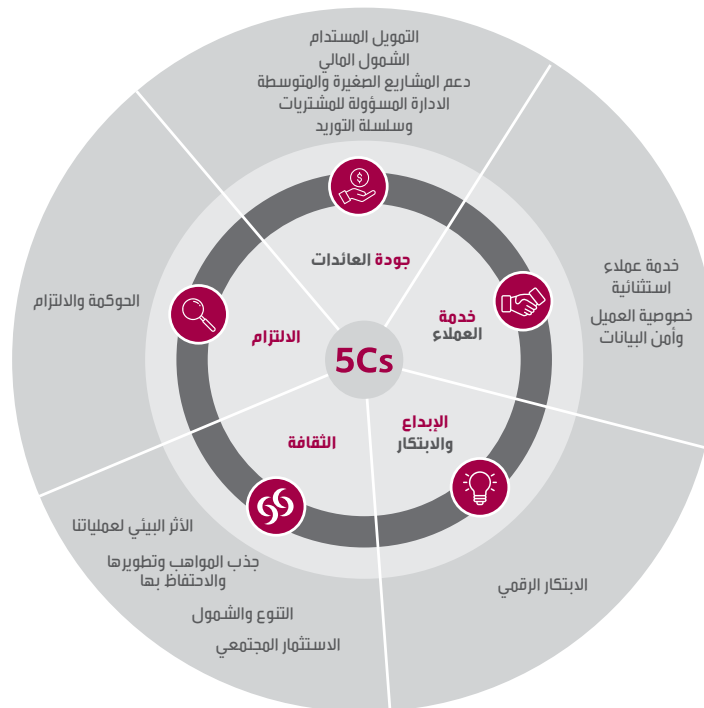 التمويل المستدام
الشمول المالي
دعم المشاريع الصغيرة والمتوسطة
الادارة المسؤولة للمشتريات
وسلسلة التوريد
جودة العائدات
خدمة عملاء
استثنائية
خصوصية العميل
وأمن البيانات
خدمة
العملاء
الحوكمة والالتزام
الالتزام
5Cs
الإبداع
والابتكار
الابتكار الرقمي
الثقافة
الأثر البيئي لعملياتنا
جذب المواهب وتطويرها
والاحتفاظ بها
التنوع والشمول
الاستثمار المجتمعي